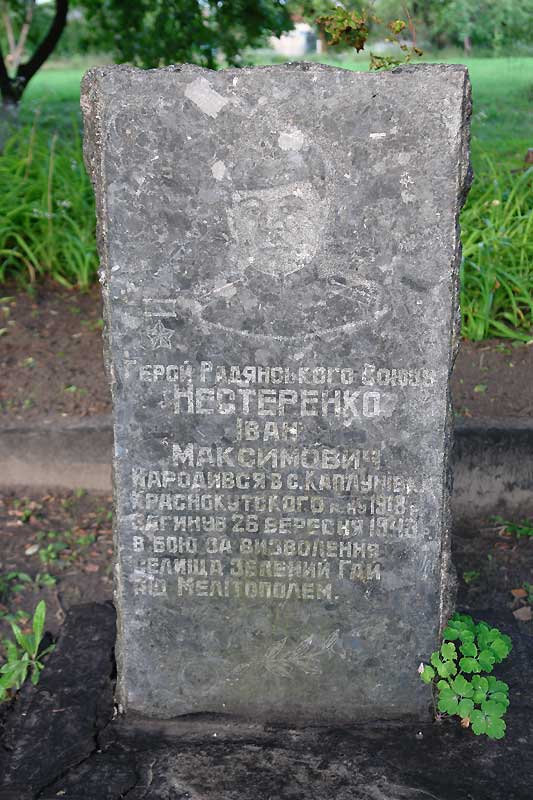 Герой Радянського Союзу
НЕСТЕРЕНКО
ІВАН
МАКСИМОВИЧ
народився в с. Каплунівка
Краснокутського 1918 р.
загинув 26 вересня 1943 р.
в бою за визволення
селища Зелений Гай
під Мелітополем.